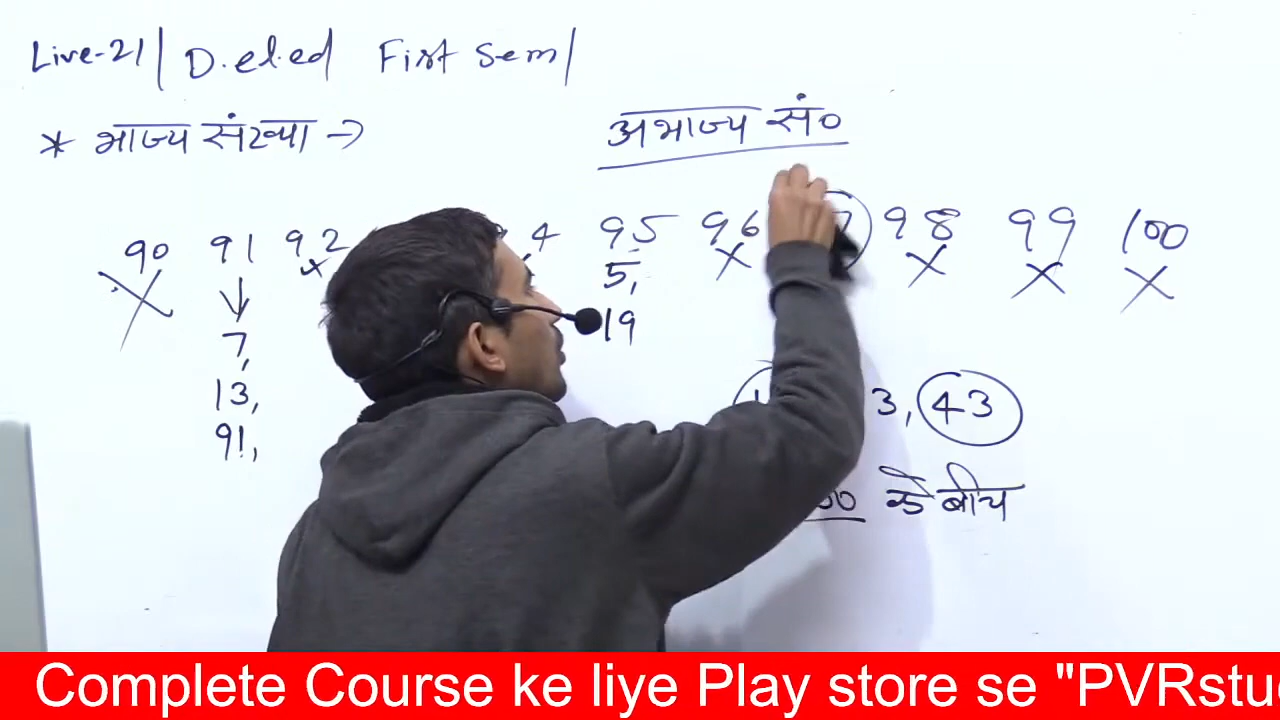 Live-21 | D.el.ed First Sem |
* भाज्य संख्या →
अभाज्य सं०
90 91 92 4 95 96 98 99 100
7,
13,
91,
5,
19
3, 43
के बीच
Complete Course ke liye Play store se "PVRstu